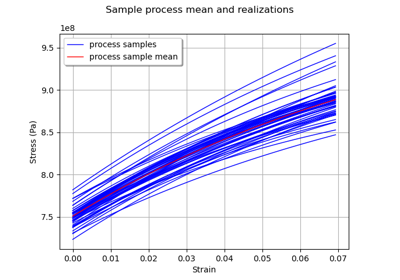 Sample process mean and realizations
1e8
process samples
process sample mean
9.5
9.0
8.5
8.0
7.5
Stress (Pa)
0.00
0.01
0.02
0.03
0.04
0.05
0.06
0.07
Strain